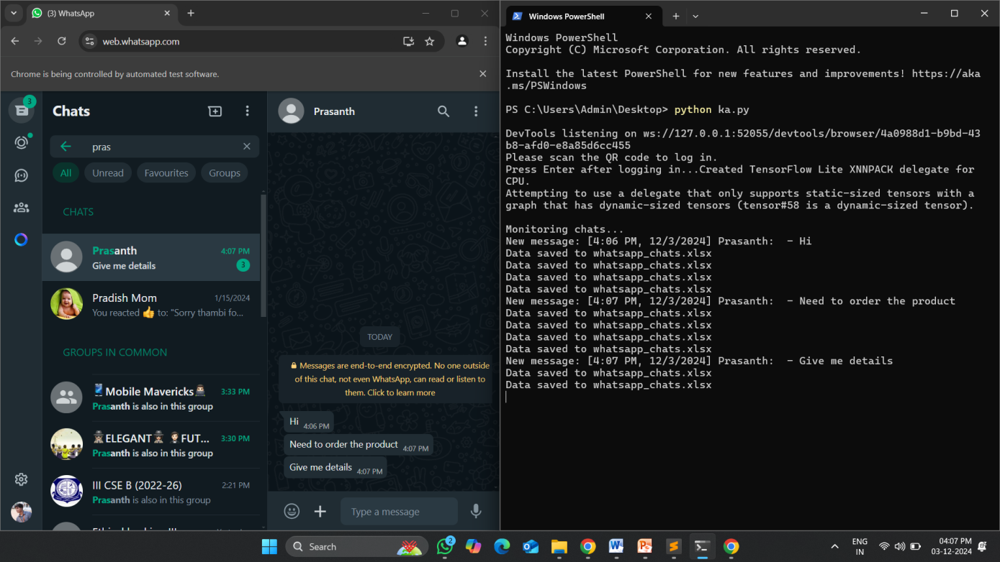 (3) WhatsApp
web.whatsapp.com
Chrome is being controlled by automated test software.
3
Chats
pras
All
Unread
Favourites
Groups
CHATS
Prasanth
4:07 PM
Give me details
3
Pradish Mom
1/15/2024
You reacted 👍 to: "Sorry thambi fo...
GROUPS IN COMMON
Mobile Mavericks
3:33 PM
Prasanth is also in this group
ELEGANT FUT...
3:30 PM
Prasanth is also in this group
III CSE B (2022-26)
2:21 PM
Prasanth is also in this group
Prasanth
TODAY
Messages are end-to-end encrypted. No one outside
of this chat, not even WhatsApp, can read or listen to
them. Click to learn more
Hi 4:06 PM
Need to order the product 4:07 PM
Give me details 4:07 PM
Type a message
Windows PowerShell
Windows PowerShell
Copyright (C) Microsoft Corporation. All rights reserved.
Install the latest PowerShell for new features and improvements! https://aka
.ms/PSWindows
PS C:\Users\Admin\Desktop> python ka.py
DevTools listening on ws://127.0.0.1:52055/devtools/browser/4a0988d1-b9bd-43
b8-afd0-e8a85d6cc455
Please scan the QR code to log in.
Press Enter after logging in...Created TensorFlow Lite XNNPACK delegate for
CPU.
Attempting to use a delegate that only supports static-sized tensors with a
graph that has dynamic-sized tensors (tensor#58 is a dynamic-sized tensor).
Monitoring chats...
New message: [4:06 PM, 12/3/2024] Prasanth:  - Hi
Data saved to whatsapp_chats.xlsx
Data saved to whatsapp_chats.xlsx
Data saved to whatsapp_chats.xlsx
Data saved to whatsapp_chats.xlsx
New message: [4:07 PM, 12/3/2024] Prasanth:  - Need to order the product
Data saved to whatsapp_chats.xlsx
Data saved to whatsapp_chats.xlsx
Data saved to whatsapp_chats.xlsx
Data saved to whatsapp_chats.xlsx
New message: [4:07 PM, 12/3/2024] Prasanth:  - Give me details
Data saved to whatsapp_chats.xlsx
Data saved to whatsapp_chats.xlsx
Search
2
ENG
IN
04:07 PM
03-12-2024